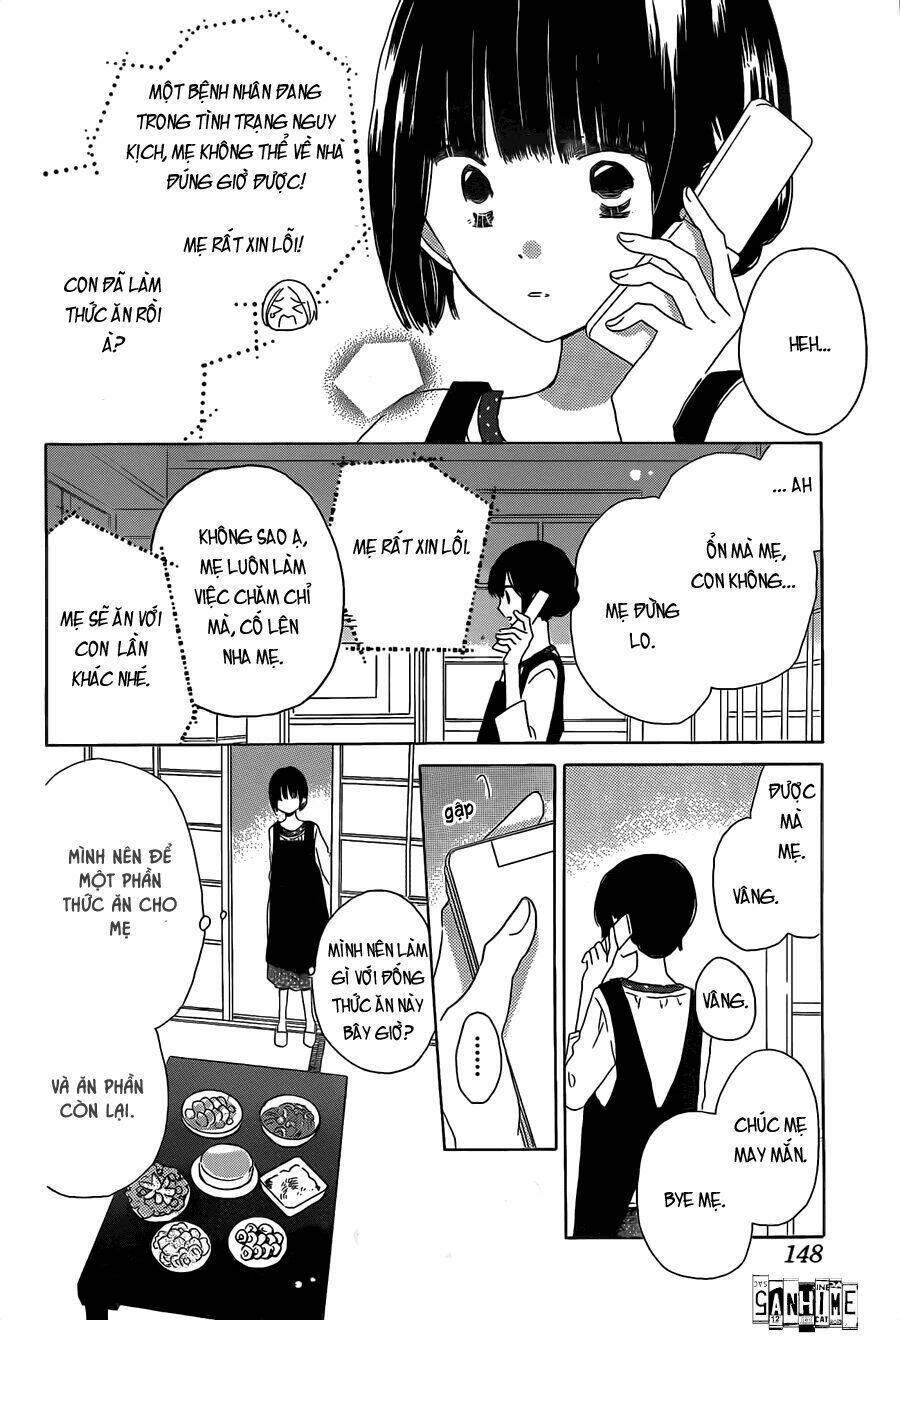 HEH...
MỘT BỆNH NHÂN ĐANG
TRONG TÌNH TRẠNG NGUY
KỊCH, MẸ KHÔNG THỂ VỀ NHÀ
ĐÚNG GIỜ ĐƯỢC!
MẸ RẤT XIN LỖI!
CON ĐÃ LÀM
THỨC ĂN RỒI
À?
... AH
ỔN MÀ MẸ,
CON KHÔNG...
MẸ ĐỪNG
LO.
MẸ RẤT XIN LỖI.
KHÔNG SAO Ạ,
MẸ LUÔN LÀM
VIỆC CHĂM CHỈ
MÀ, CỐ LÊN
NHA MẸ.
MẸ SẼ ĂN VỚI
CON LẦN
KHÁC NHÉ.
ĐƯỢC
MÀ
MẸ.
VÂNG.
VÂNG.
CHÚC MẸ
MAY MẮN.
BYE MẸ.
gập
......
MÌNH NÊN LÀM
GÌ VỚI ĐỐNG
THỨC ĂN NÀY
BÂY GIỜ?
MÌNH NÊN ĐỂ
MỘT PHẦN
THỨC ĂN CHO
MẸ
VÀ ĂN PHẦN
CÒN LẠI.
148
SANHIME